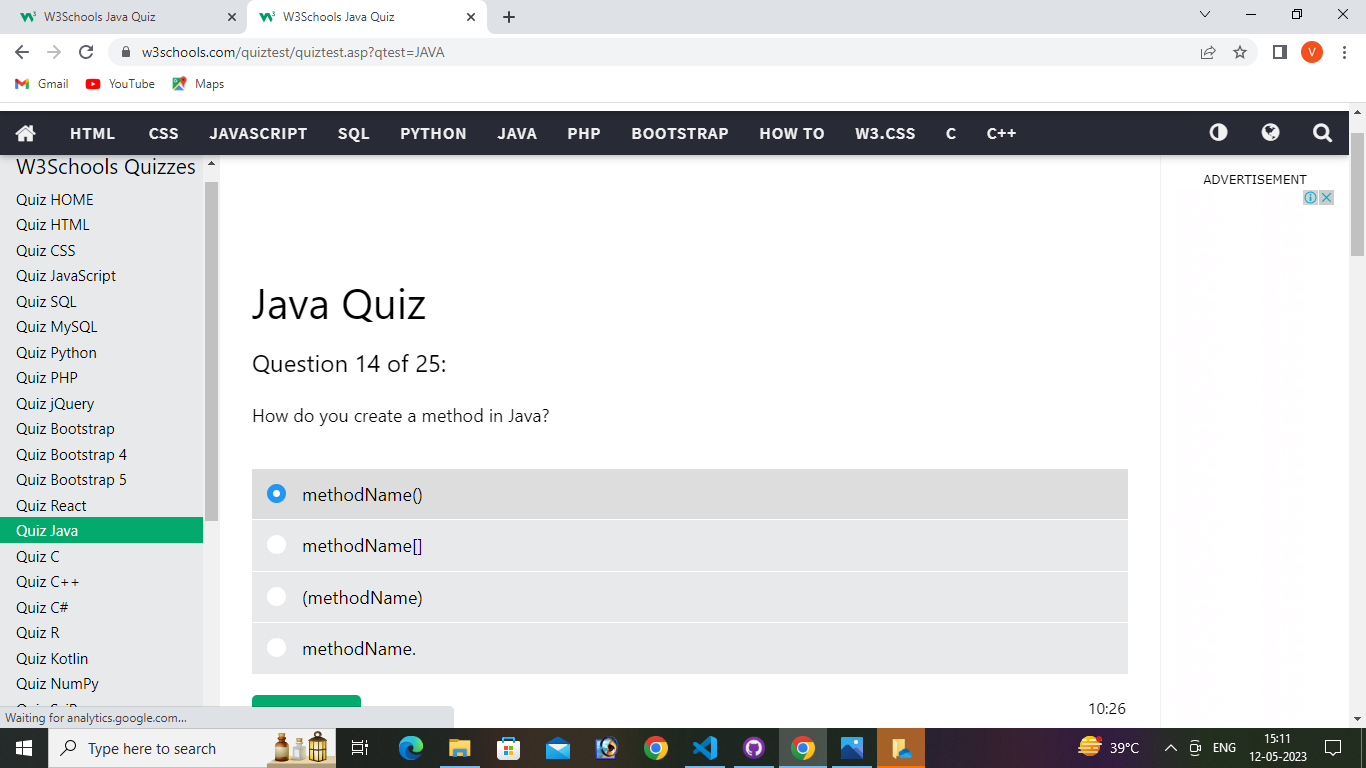 W3Schools Java Quiz
W3Schools Java Quiz
w3schools.com/quiztest/quiztest.asp?qtest=JAVA
V
Gmail
YouTube
Maps
HTML CSS JAVASCRIPT SQL PYTHON JAVA PHP BOOTSTRAP HOW TO W3.CSS C C++
W3Schools Quizzes
Quiz HOME
Quiz HTML
Quiz CSS
Quiz JavaScript
Quiz SQL
Quiz MySQL
Quiz Python
Quiz PHP
Quiz jQuery
Quiz Bootstrap
Quiz Bootstrap 4
Quiz Bootstrap 5
Quiz React
Quiz Java
Quiz C
Quiz C++
Quiz C#
Quiz R
Quiz Kotlin
Quiz NumPy
ADVERTISEMENT
Java Quiz
Question 14 of 25:
How do you create a method in Java?
methodName()
methodName[]
(methodName)
methodName.
10:26
Waiting for analytics.google.com...
Type here to search
39°C
ENG
15:11
12-05-2023